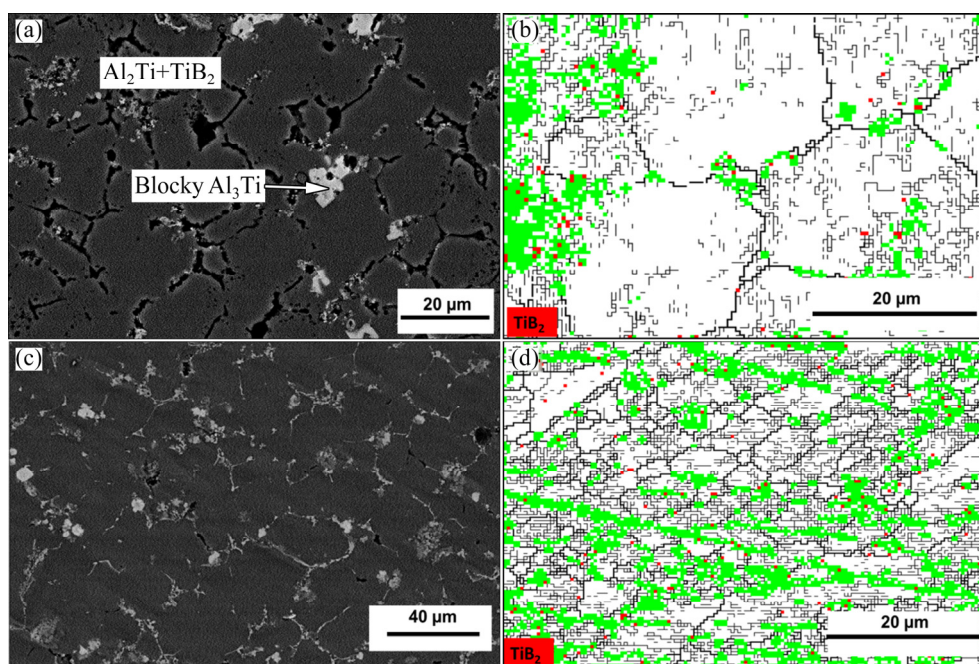 (a)
Al₂Ti+TiB₂
Blocky Al₃Ti
20 μm
(b)
TiB₂
20 μm
(c)
40 μm
(d)
TiB₂
20 μm